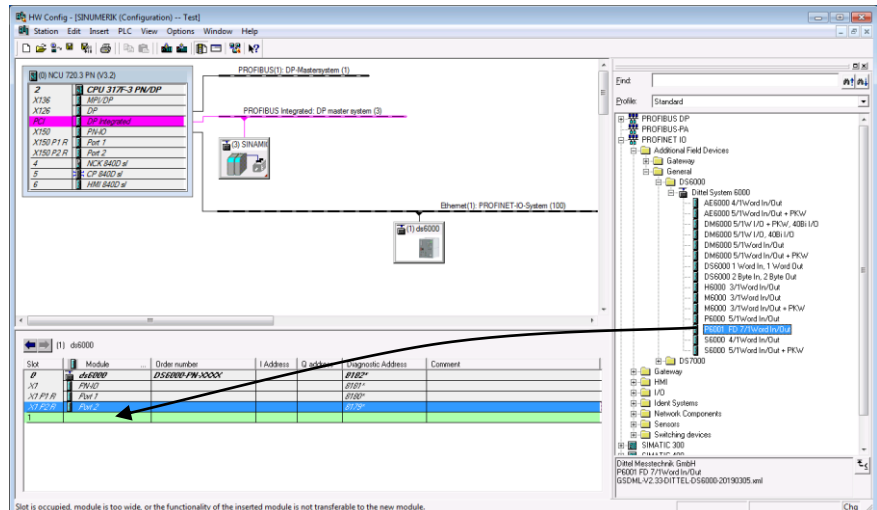 HW Config - [SINUMERIK (Configuration) -- Test]
Station Edit Insert PLC View Options Window Help
(0) NCU 720.3 PN (V3.2)
2 CPU 317F-3 PN/DP
X136 MPI/DP
X126 DP
PCI DP Integrated
X150 PN-IO
X150 P1 R Port 1
X150 P2 R Port 2
4 NCK 840D sl
5 CP 840D sl
6 HMI 840D sl
PROFIBUS(1): DP-Mastersystem (1)
PROFIBUS Integrated: DP master system (3)
(3) SINAMI
Ethernet(1): PROFINET-IO-System (100)
(1) ds6000
(1) ds6000
Slot Module ... Order number I Address Q address Diagnostic Address Comment
0 ds6000 DS6000-PN-XXXX 8182*
X1 PN-IO 8181*
X1 P1 R Port 1 8180*
X1 P2 R Port 2 8179*
1
Find:
Profile: Standard
PROFIBUS DP
PROFIBUS-PA
PROFINET IO
Additional Field Devices
Gateway
General
DS6000
Dittel System 6000
AE6000 4/1Word In/Out
AE6000 5/1Word In/Out + PKW
DM6000 5/1W I/O + PKW, 40Bi I/O
DM6000 5/1W I/O, 40Bi I/O
DM6000 5/1Word In/Out
DM6000 5/1Word In/Out + PKW
DS6000 1 Word In, 1 Word Out
DS6000 2 Byte In, 2 Byte Out
H6000 3/1Word In/Out
M6000 3/1Word In/Out
M6000 3/1Word In/Out + PKW
P6000 5/1Word In/Out
P6001 FD 7/1Word In/Out
S6000 4/1Word In/Out
S6000 5/1Word In/Out + PKW
DS7000
Gateway
HMI
I/O
Ident Systems
Network Components
Sensors
Switching devices
SIMATIC 300
SIMATIC 400
Dittel Messtechnik GmbH
P6001 FD 7/1Word In/Out
GSDML-V2.33-DITTEL-DS6000-20190305.xml
Slot is occupied, module is too wide, or the functionality of the inserted module is not transferable to the new module.
Chg